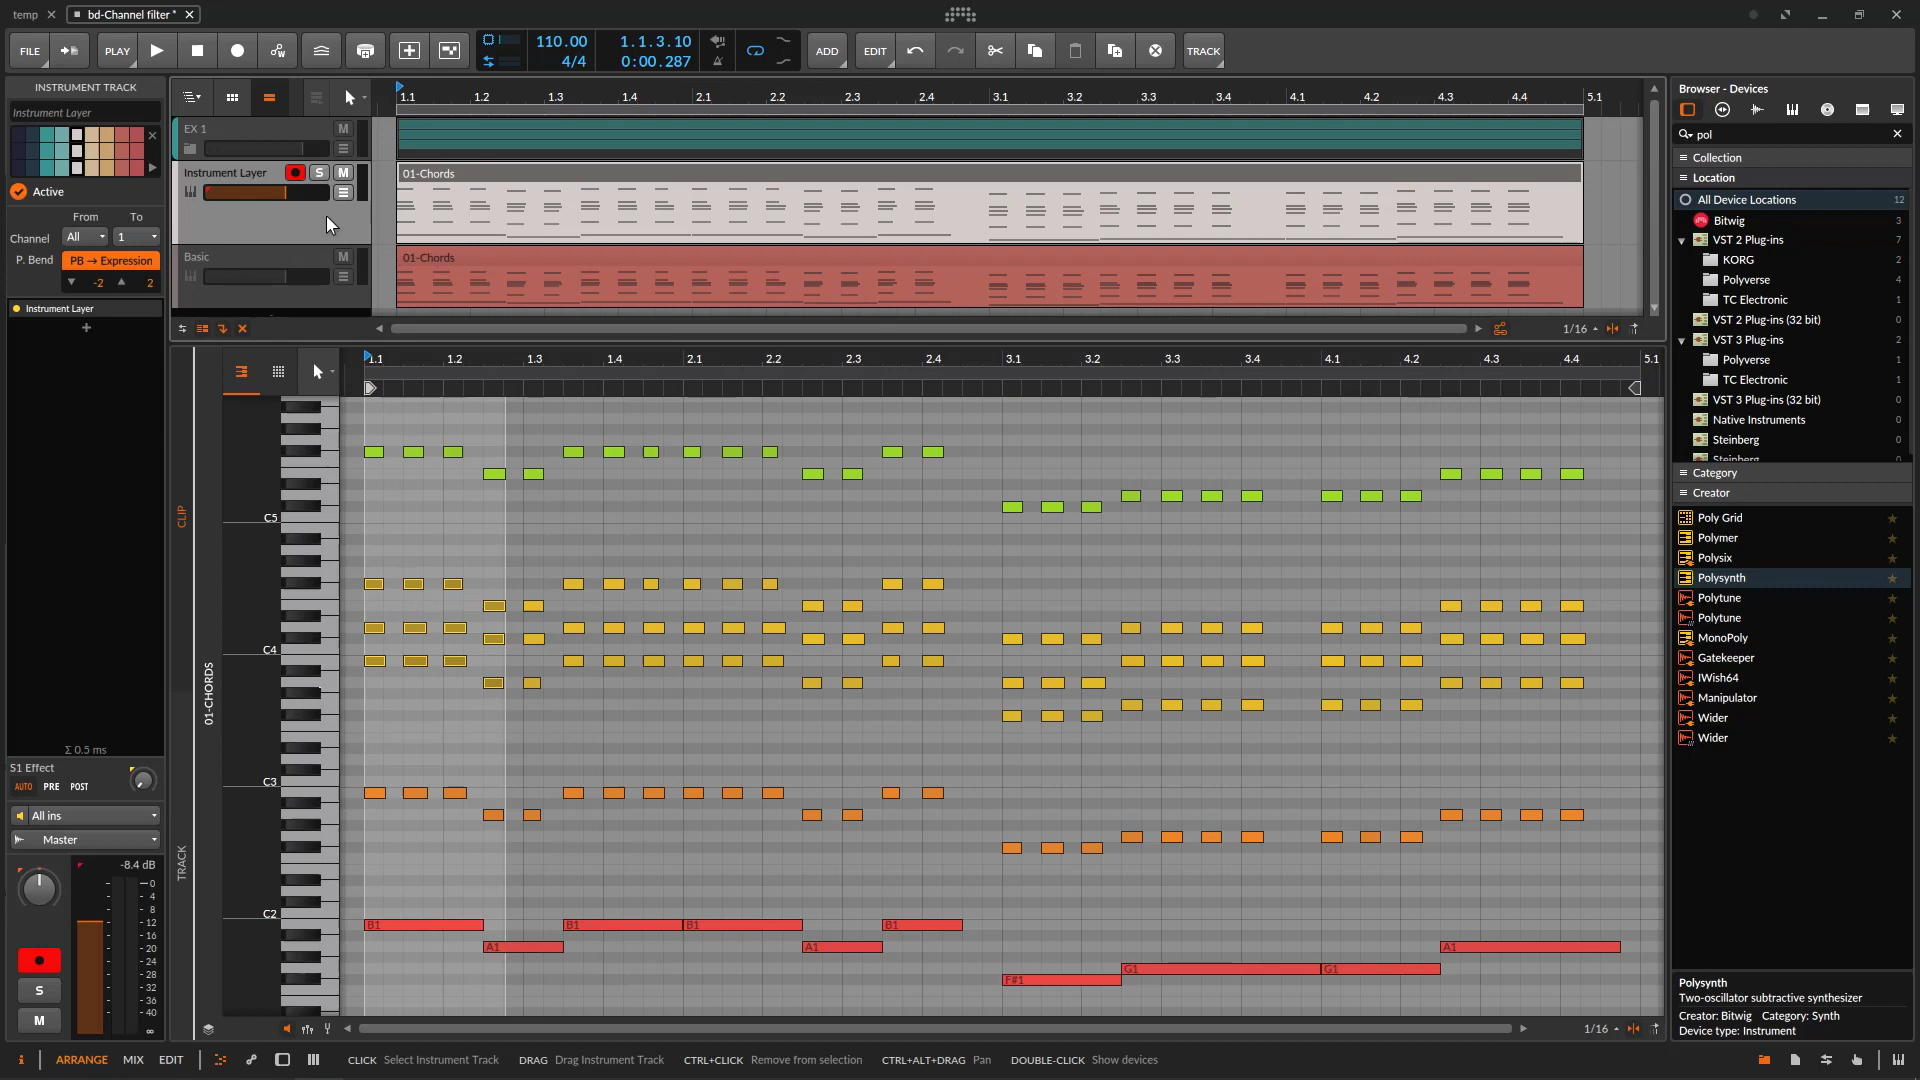 temp
bd-Channel filter *
FILE
PLAY
110.00
4/4
1.1.3.10
0:00.287
ADD
EDIT
TRACK
INSTRUMENT TRACK
Instrument Layer
Active
From To
Channel All 1
P. Bend PB → Expression
-2 2
Instrument Layer
Σ 0.5 ms
S1 Effect
AUTO PRE POST
All ins
Master
-8.4 dB
0
4
8
12
16
20
24
28
32
36
40
∞
S
M
1.1 1.2 1.3 1.4 2.1 2.2 2.3 2.4 3.1 3.2 3.3 3.4 4.1 4.2 4.3 4.4 5.1
EX 1 M
Instrument Layer S M
01-Chords
Basic M
01-Chords
1/16
1.1 1.2 1.3 1.4 2.1 2.2 2.3 2.4 3.1 3.2 3.3 3.4 4.1 4.2 4.3 4.4 5.1
CLIP
01-CHORDS
TRACK
C5
C4
C3
C2
B1 B1 B1 B1
A1 A1 A1
G1 G1
F#1
1/16
Browser - Devices
pol
Collection
Location
All Device Locations 12
Bitwig 3
VST 2 Plug-ins 7
KORG 2
Polyverse 4
TC Electronic 1
VST 2 Plug-ins (32 bit) 0
VST 3 Plug-ins 2
Polyverse 1
TC Electronic 1
VST 3 Plug-ins (32 bit) 0
Native Instruments 0
Steinberg 0
Steinberg 0
Category
Creator
Poly Grid
Polymer
Polysix
Polysynth
Polytune
Polytune
MonoPoly
Gatekeeper
IWish64
Manipulator
Wider
Wider
Polysynth
Two-oscillator subtractive synthesizer
Creator: Bitwig Category: Synth
Device type: Instrument
i ARRANGE MIX EDIT CLICK Select Instrument Track DRAG Drag Instrument Track CTRL+CLICK Remove from selection CTRL+ALT+DRAG Pan DOUBLE-CLICK Show devices